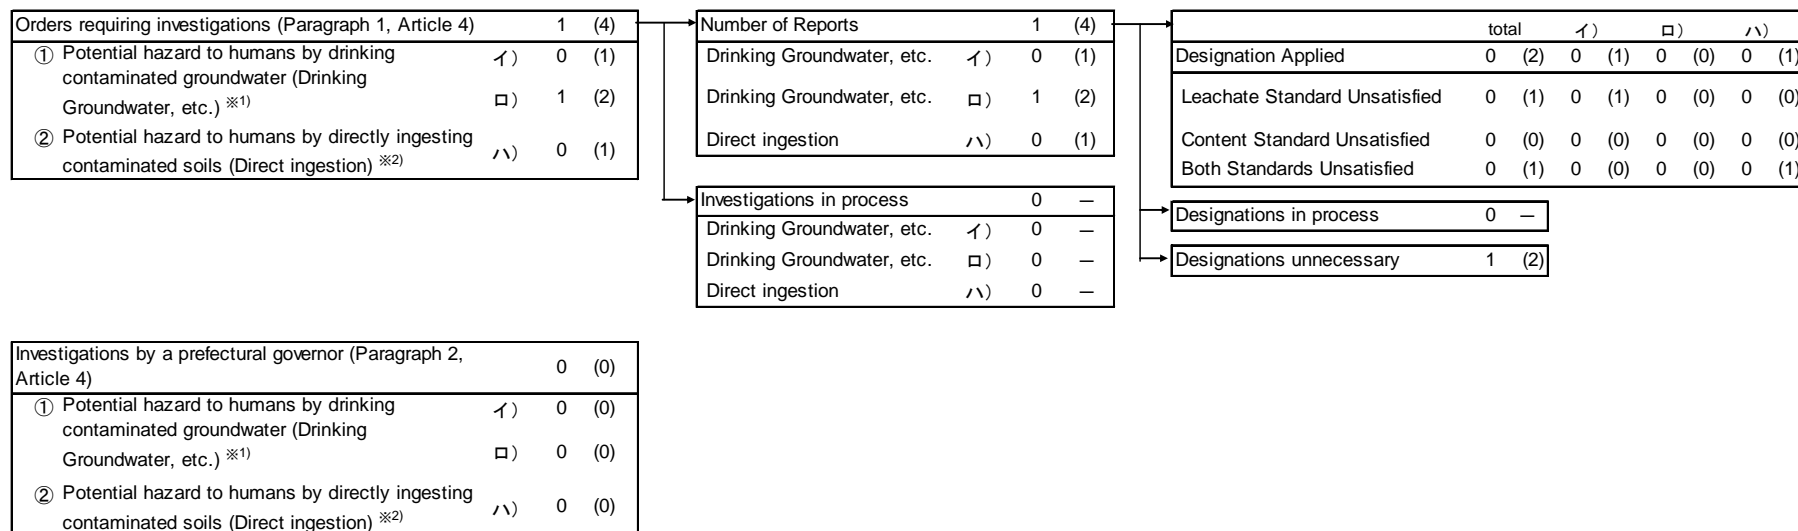 Orders requiring investigations (Paragraph 1, Article 4) 1 (4)
① Potential hazard to humans by drinking イ) 0 (1)
contaminated groundwater (Drinking
Groundwater, etc.) ※1) ロ) 1 (2)
② Potential hazard to humans by directly ingesting
contaminated soils (Direct ingestion) ※2) ハ) 0 (1)
Number of Reports 1 (4)
Drinking Groundwater, etc. イ) 0 (1)
Drinking Groundwater, etc. ロ) 1 (2)
Direct ingestion ハ) 0 (1)
Investigations in process 0 －
Drinking Groundwater, etc. イ) 0 －
Drinking Groundwater, etc. ロ) 0 －
Direct ingestion ハ) 0 －
total イ) ロ) ハ)
Designation Applied 0 (2) 0 (1) 0 (0) 0 (1)
Leachate Standard Unsatisfied 0 (1) 0 (1) 0 (0) 0 (0)
Content Standard Unsatisfied 0 (0) 0 (0) 0 (0) 0 (0)
Both Standards Unsatisfied 0 (1) 0 (0) 0 (0) 0 (1)
Designations in process 0 －
Designations unnecessary 1 (2)
Investigations by a prefectural governor (Paragraph 2,
Article 4) 0 (0)
① Potential hazard to humans by drinking イ) 0 (0)
contaminated groundwater (Drinking
Groundwater, etc.) ※1) ロ) 0 (0)
② Potential hazard to humans by directly ingesting
contaminated soils (Direct ingestion) ※2) ハ) 0 (0)